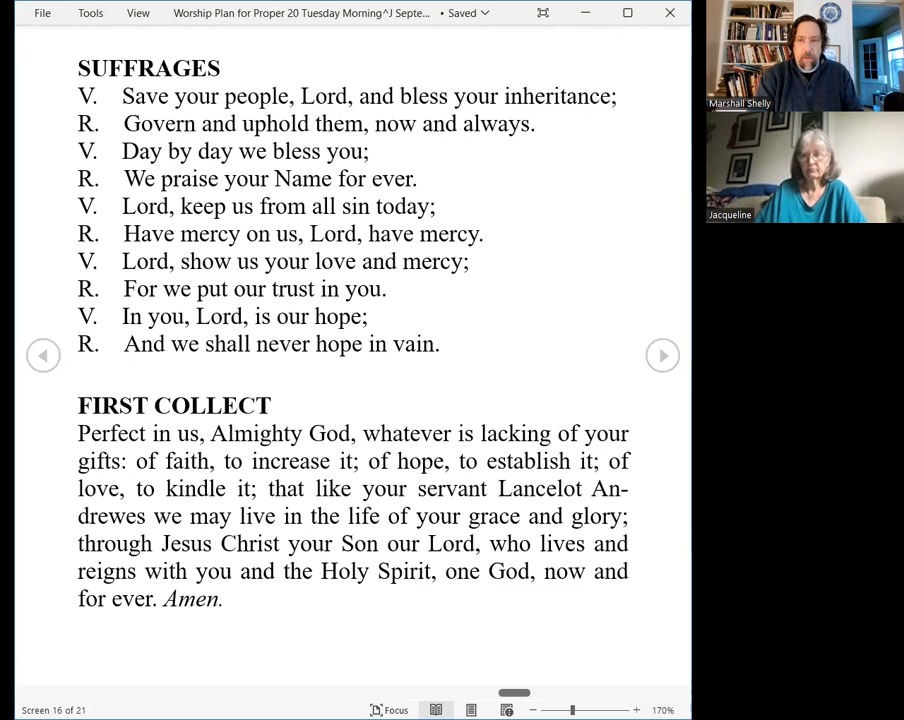 File Tools View Worship Plan for Proper 20 Tuesday Morning^J Septe... • Saved
SUFFRAGES
V. Save your people, Lord, and bless your inheritance;
R. Govern and uphold them, now and always.
V. Day by day we bless you;
R. We praise your Name for ever.
V. Lord, keep us from all sin today;
R. Have mercy on us, Lord, have mercy.
V. Lord, show us your love and mercy;
R. For we put our trust in you.
V. In you, Lord, is our hope;
R. And we shall never hope in vain.
FIRST COLLECT
Perfect in us, Almighty God, whatever is lacking of your
gifts: of faith, to increase it; of hope, to establish it; of
love, to kindle it; that like your servant Lancelot An-
drewes we may live in the life of your grace and glory;
through Jesus Christ your Son our Lord, who lives and
reigns with you and the Holy Spirit, one God, now and
for ever. Amen.
Screen 16 of 21 Focus 170%
Marshall Shelly
Jacqueline